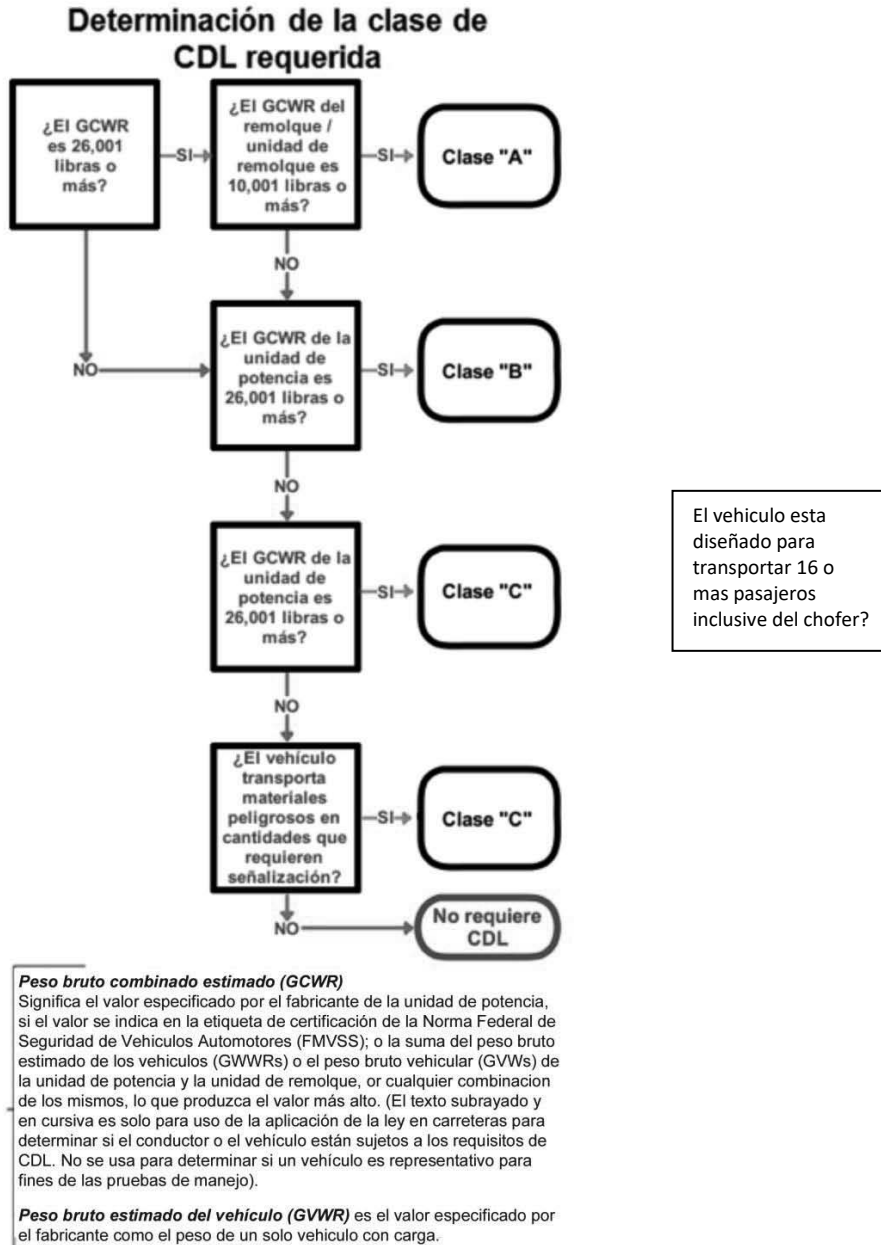 Determinación de la clase de
CDL requerida
¿El GCWR
es 26,001
libras o
más?
SI
¿El GCWR del
remolque /
unidad de
remolque es
10,001 libras o
más?
SI
Clase "A"
NO
NO
¿El GCWR de la
unidad de
potencia es
26,001 libras o
más?
SI
Clase "B"
NO
¿El GCWR de la
unidad de
potencia es
26,001 libras o
más?
SI
Clase "C"
El vehiculo esta
diseñado para
transportar 16 o
mas pasajeros
inclusive del chofer?
NO
¿El vehículo
transporta
materiales
peligrosos en
cantidades que
requieren
señalización?
SI
Clase "C"
NO
No requiere
CDL
Peso bruto combinado estimado (GCWR)
Significa el valor especificado por el fabricante de la unidad de potencia,
si el valor se indica en la etiqueta de certificación de la Norma Federal de
Seguridad de Vehiculos Automotores (FMVSS); o la suma del peso bruto
estimado de los vehiculos (GWWRs) o el peso bruto vehicular (GVWs) de
la unidad de potencia y la unidad de remolque, or cualquier combinacion
de los mismos, lo que produzca el valor más alto. (El texto subrayado y
en cursiva es solo para uso de la aplicación de la ley en carreteras para
determinar si el conductor o el vehículo están sujetos a los requisitos de
CDL. No se usa para determinar si un vehículo es representativo para
fines de las pruebas de manejo).
Peso bruto estimado del vehículo (GVWR) es el valor especificado por
el fabricante como el peso de un solo vehiculo con carga.